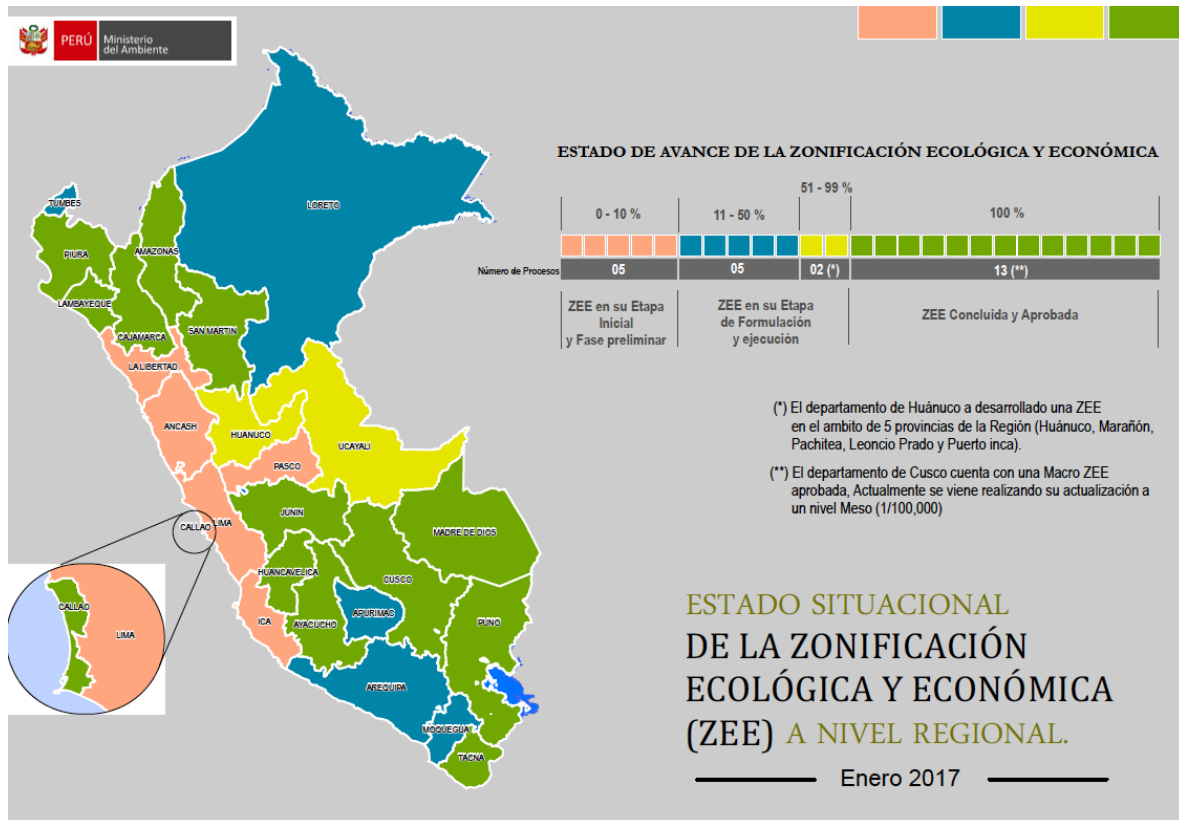 PERÚ
Ministerio
del Ambiente
ESTADO DE AVANCE DE LA ZONIFICACIÓN ECOLÓGICA Y ECONÓMICA
0 - 10 %
11 - 50 %
51 - 99 %
100 %
Número de Procesos
05
05
02 (*)
13 (**)
ZEE en su Etapa
Inicial
y Fase preliminar
ZEE en su Etapa
de Formulación
y ejecución
ZEE Concluida y Aprobada
(*) El departamento de Huánuco a desarrollado una ZEE
en el ambito de 5 provincias de la Región (Huánuco, Marañón,
Pachitea, Leoncio Prado y Puerto inca).
(**) El departamento de Cusco cuenta con una Macro ZEE
aprobada, Actualmente se viene realizando su actualización a
un nivel Meso (1/100,000)
TUMBES
LORETO
PIURA
AMAZONAS
LAMBAYEQUE
CAJAMARCA
SAN MARTIN
LA LIBERTAD
ANCASH
HUANUCO
UCAYALI
PASCO
JUNIN
CALLAO
LIMA
MADRE DE DIOS
HUANCAVELICA
CUSCO
APURIMAC
ICA
AYACUCHO
PUNO
AREQUIPA
MOQUEGUA
TACNA
CALLAO
LIMA
ESTADO SITUACIONAL
DE LA ZONIFICACIÓN
ECOLÓGICA Y ECONÓMICA
(ZEE) A NIVEL REGIONAL.
Enero 2017